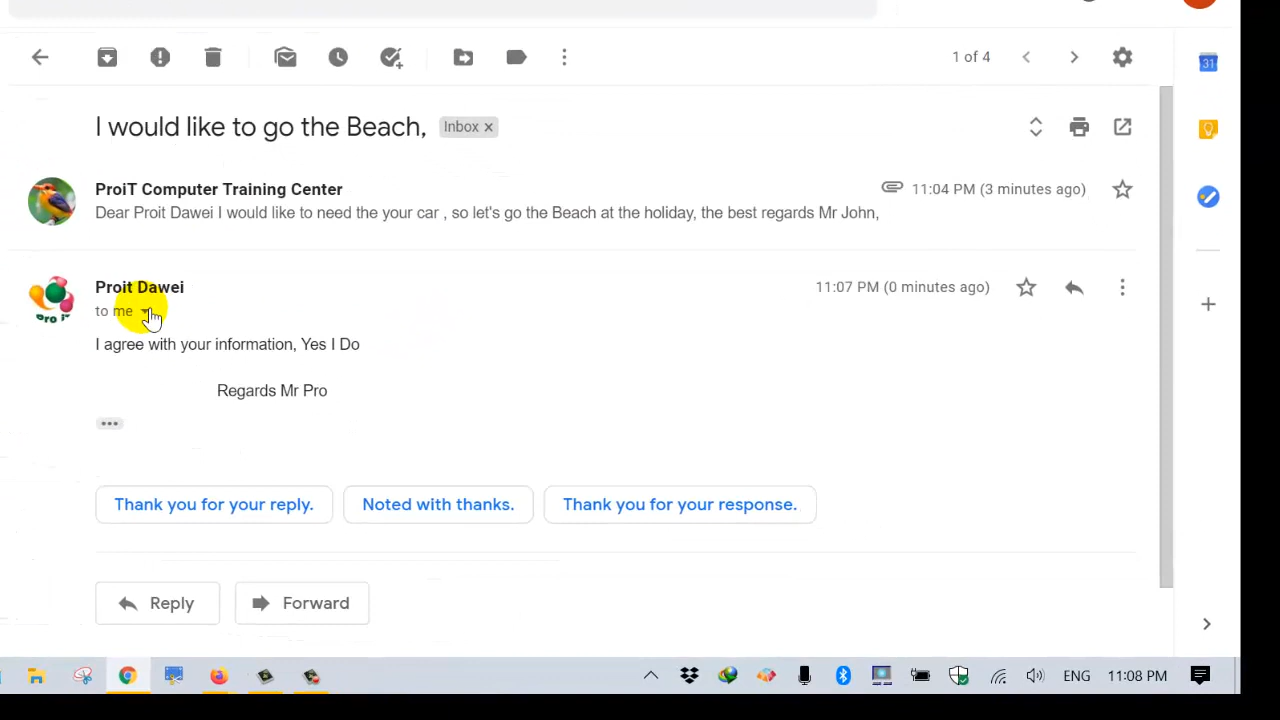 1 of 4
31
I would like to go the Beach,
Inbox ×
ProiT Computer Training Center
11:04 PM (3 minutes ago)
Dear Proit Dawei I would like to need the your car , so let's go the Beach at the holiday, the best regards Mr John,
Proit Dawei
11:07 PM (0 minutes ago)
Pro iT
to me
I agree with your information, Yes I Do
Regards Mr Pro
Thank you for your reply.
Noted with thanks.
Thank you for your response.
Reply
Forward
ENG
11:08 PM